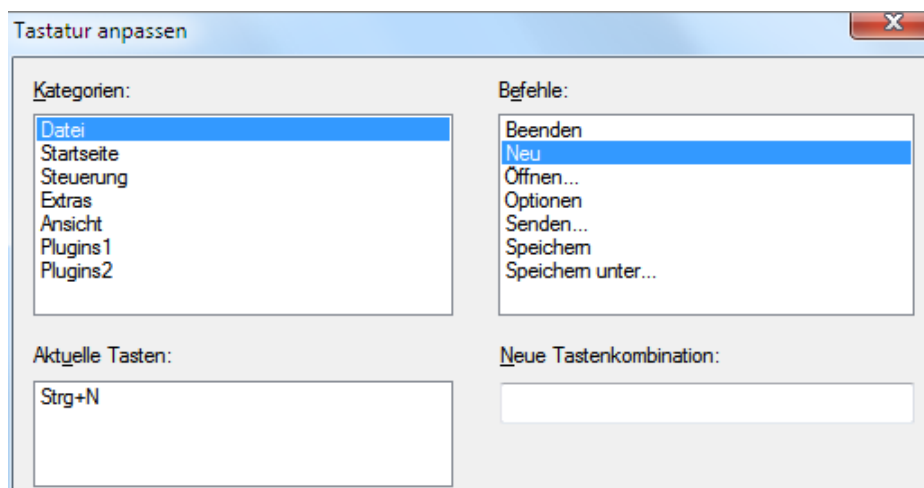 Tastatur anpassen
Kategorien:
Datei
Startseite
Steuerung
Extras
Ansicht
Plugins1
Plugins2
Befehle:
Beenden
Neu
Öffnen...
Optionen
Senden...
Speichern
Speichern unter...
Aktuelle Tasten:
Strg+N
Neue Tastenkombination: